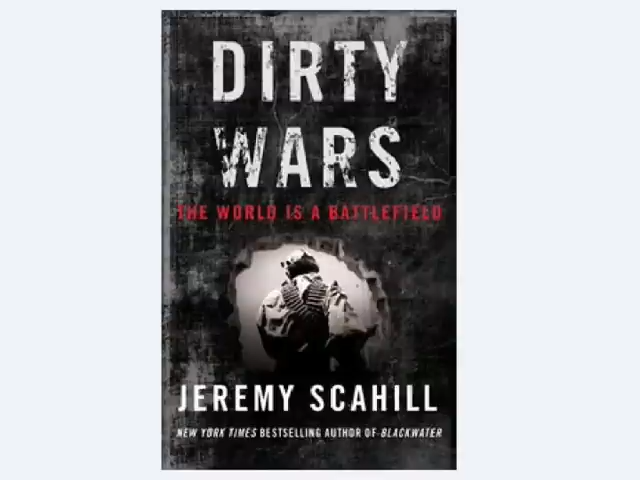 DIRTY
WARS
THE WORLD IS A BATTLEFIELD
JEREMY SCAHILL
NEW YORK TIMES BESTSELLING AUTHOR OF BLACKWATER